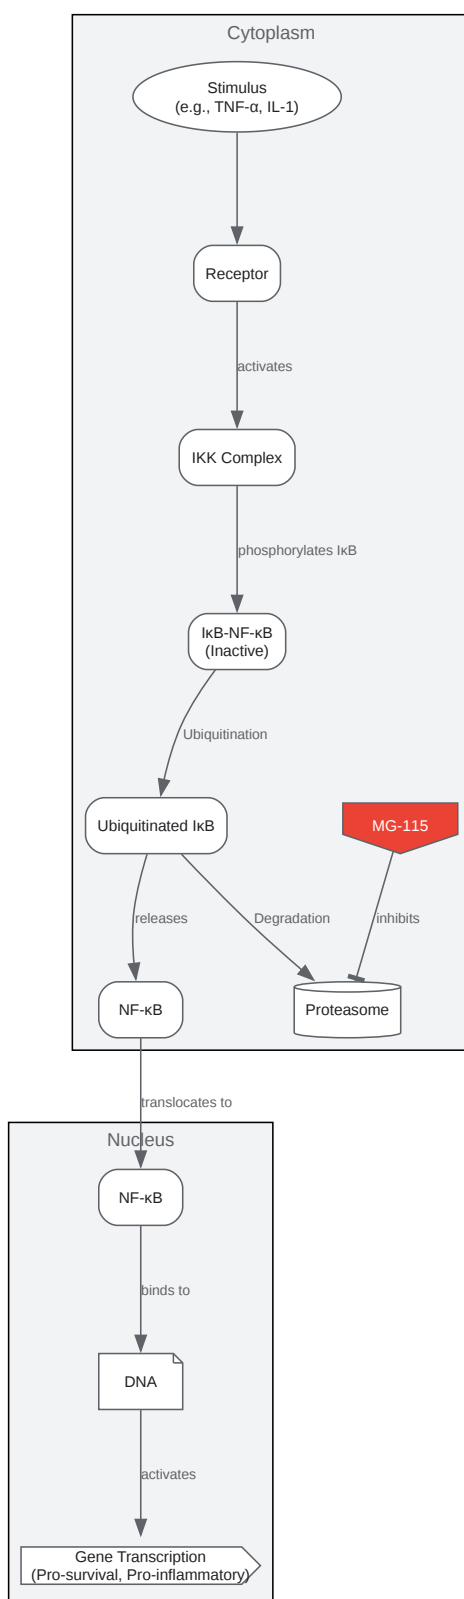 Cytoplasm
Stimulus
(e.g., TNF-α, IL-1)
Receptor
activates
IKK Complex
phosphorylates IκB
IκB-NF-κB
(Inactive)
Ubiquitination
Ubiquitinated IκB
MG-115
releases
Degradation
inhibits
NF-κB
Proteasome
translocates to
Nucleus
NF-κB
binds to
DNA
activates
Gene Transcription
(Pro-survival, Pro-inflammatory)